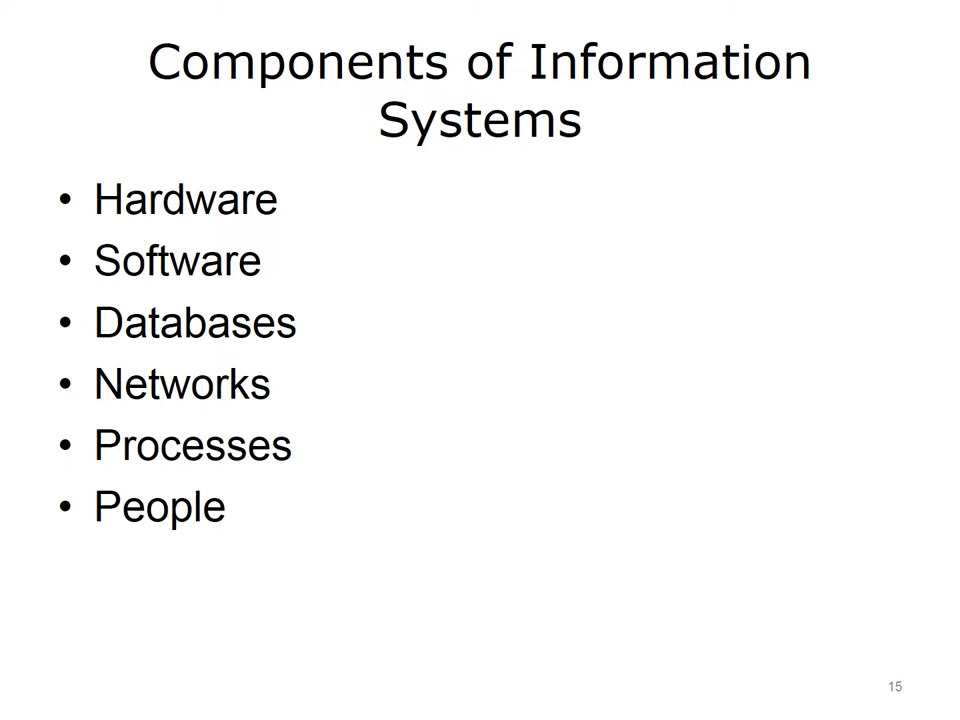 Components of Information
Systems
• Hardware
• Software
• Databases
• Networks
• Processes
• People
15